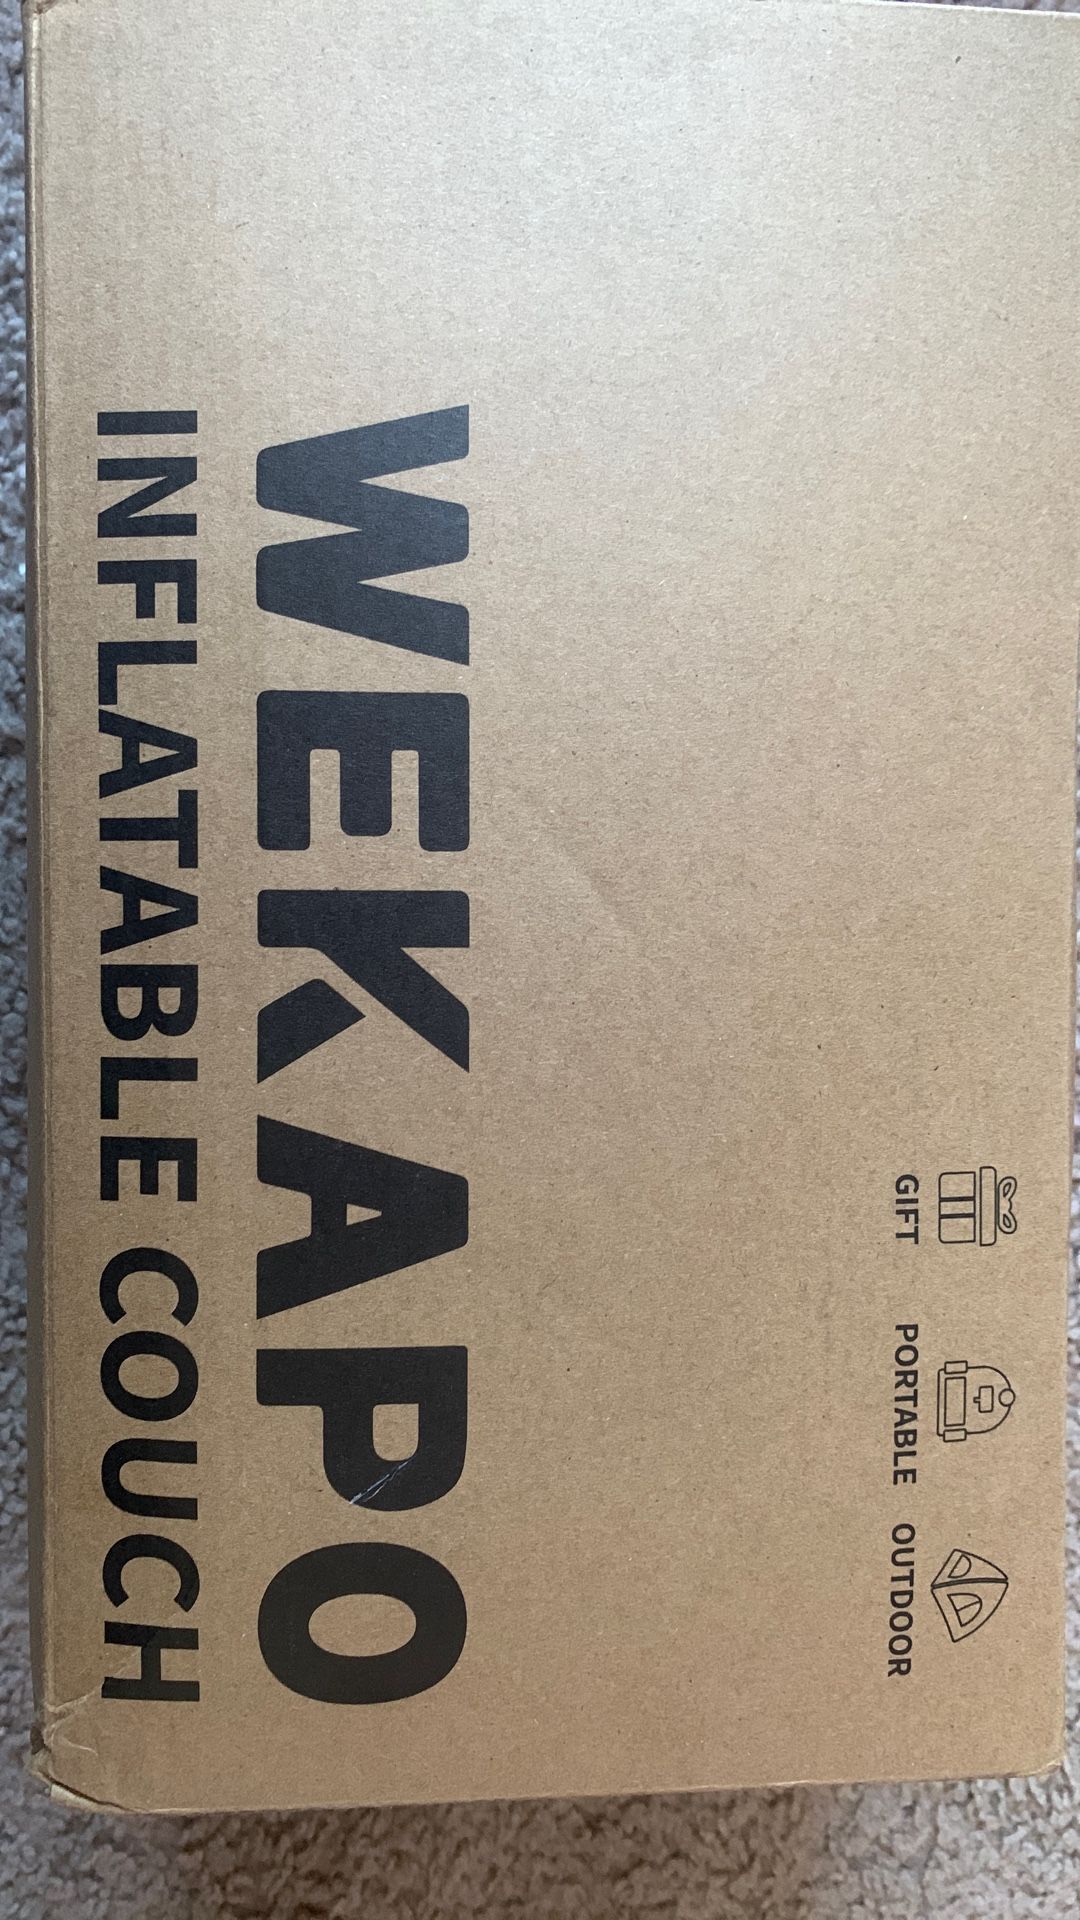 GIFT PORTABLE OUTDOOR
WEKAPO
INFLATABLE COUCH